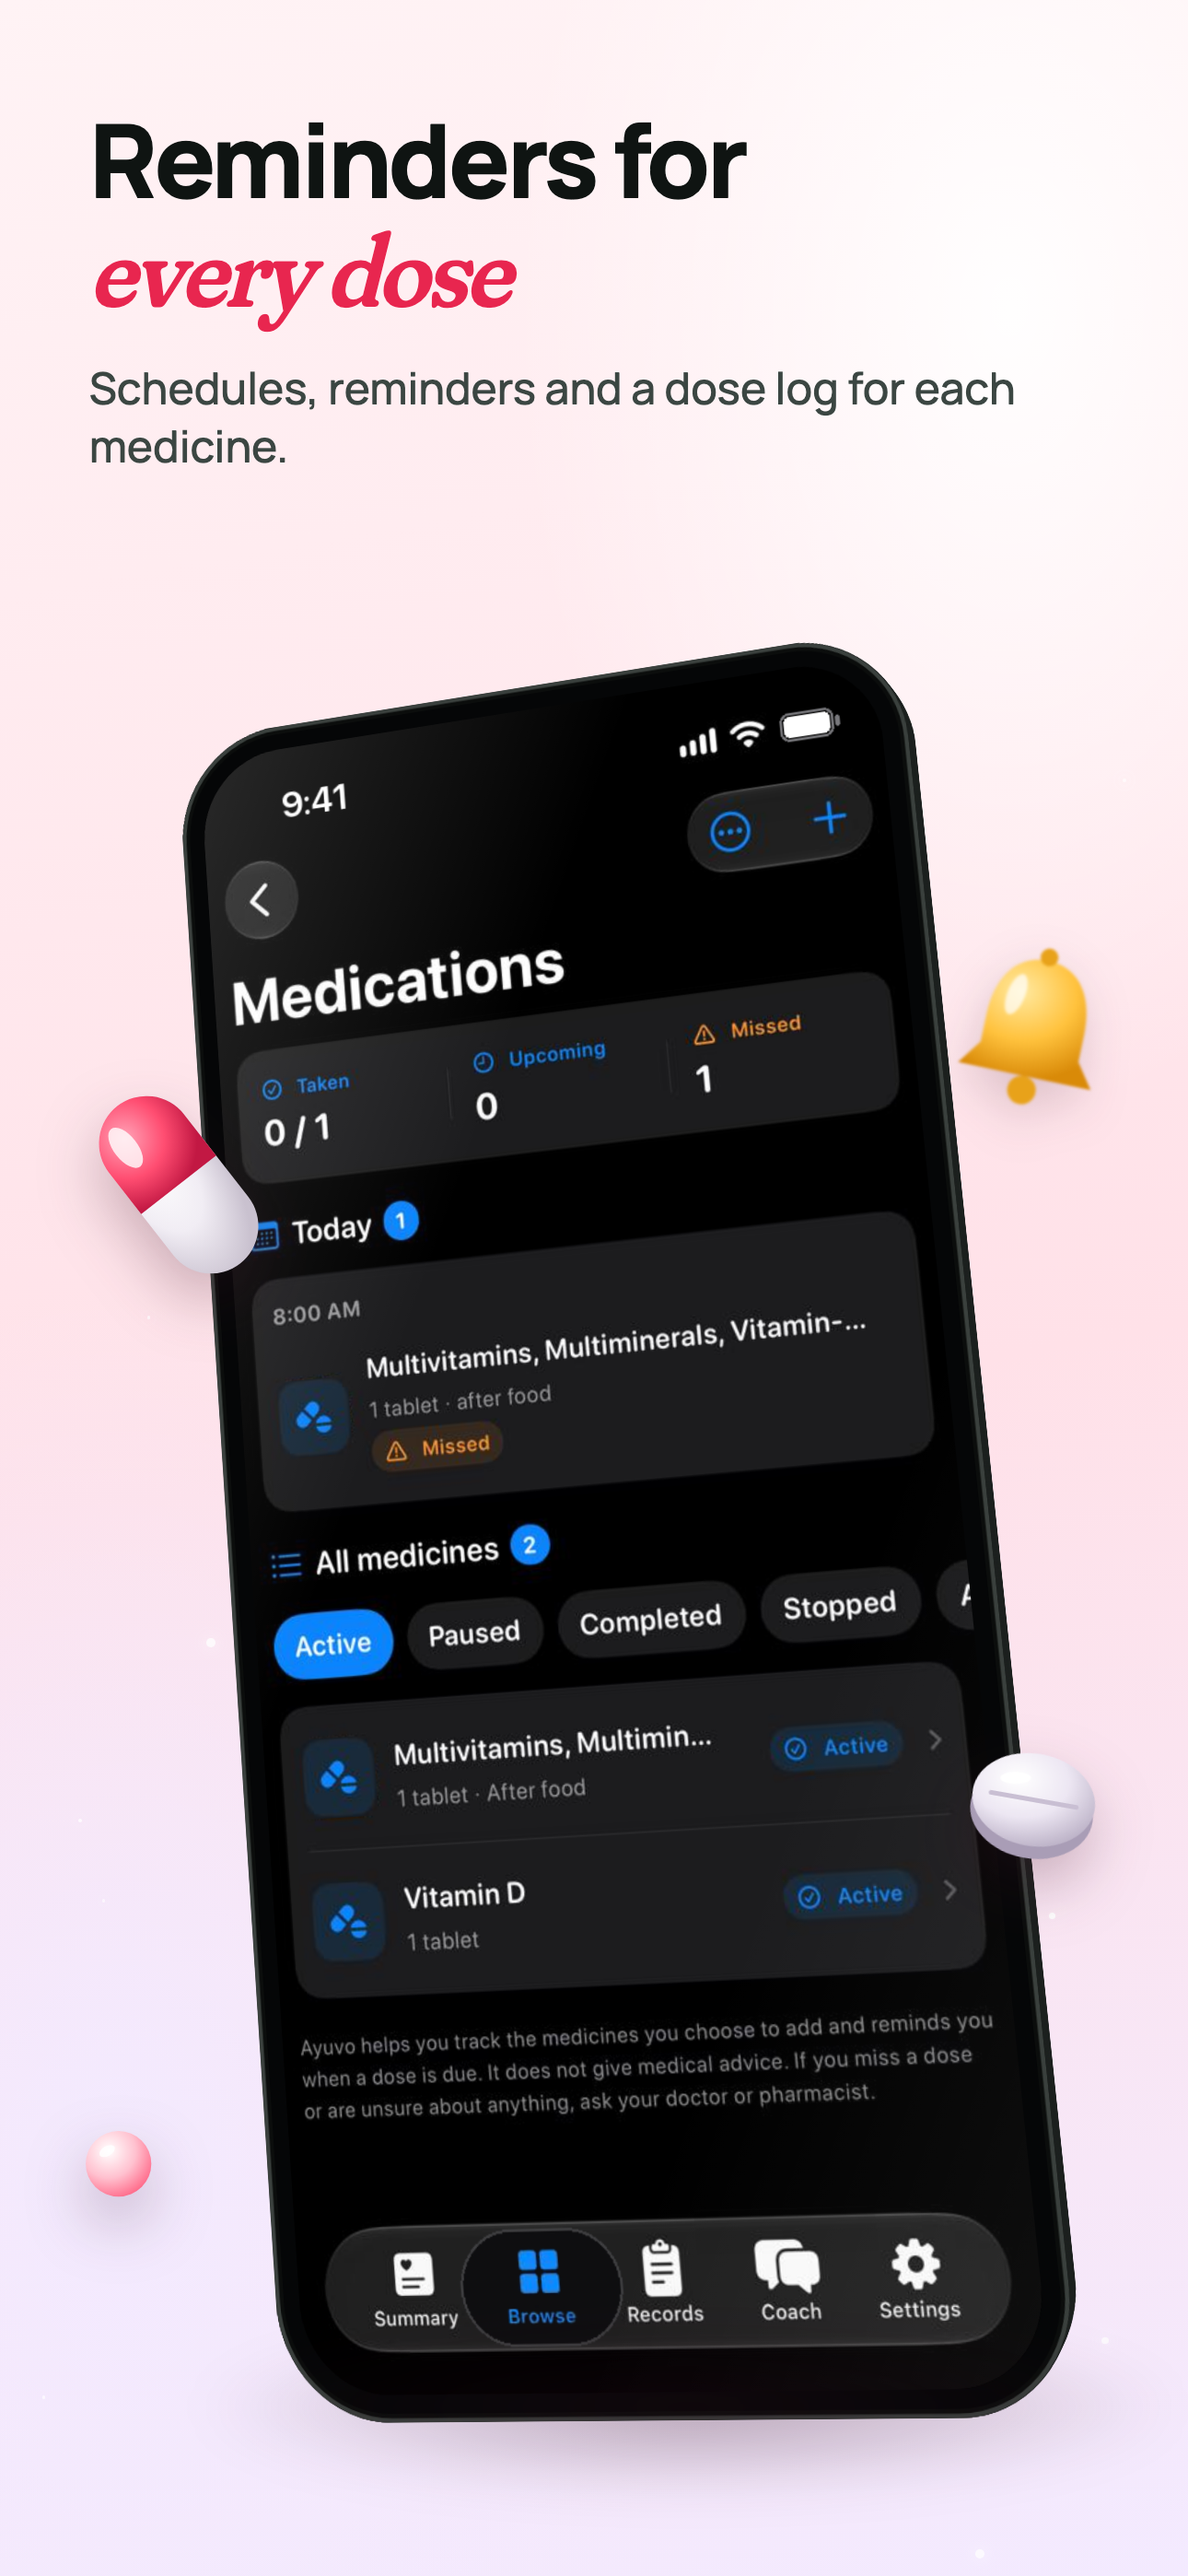 Reminders for
every dose
Schedules, reminders and a dose log for each
medicine.
9:41
Medications
Taken
0 / 1
Upcoming
0
Missed
1
Today 1
8:00 AM
Multivitamins, Multiminerals, Vitamin-...
1 tablet · after food
Missed
All medicines 2
Active
Paused
Completed
Stopped
Multivitamins, Multimin...
1 tablet · After food
Active
Vitamin D
1 tablet
Active
Ayuvo helps you track the medicines you choose to add and reminds you
when a dose is due. It does not give medical advice. If you miss a dose
or are unsure about anything, ask your doctor or pharmacist.
Summary
Browse
Records
Coach
Settings